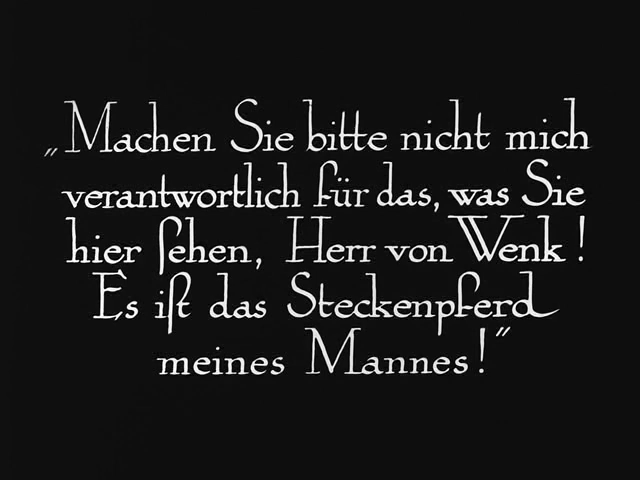 „Machen Sie bitte nicht mich
verantwortlich für das, was Sie
hier ſehen, Herr von Wenk!
Es iſt das Steckenpferd
meines Mannes!“